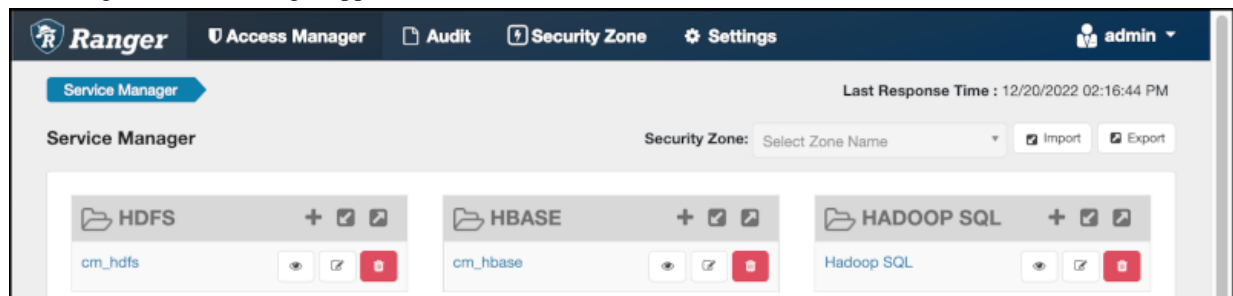 Ranger Access Manager Audit Security Zone Settings admin
Service Manager Last Response Time : 12/20/2022 02:16:44 PM
Service Manager Security Zone: Select Zone Name Import Export
HDFS HBASE HADOOP SQL
cm_hdfs cm_hbase Hadoop SQL